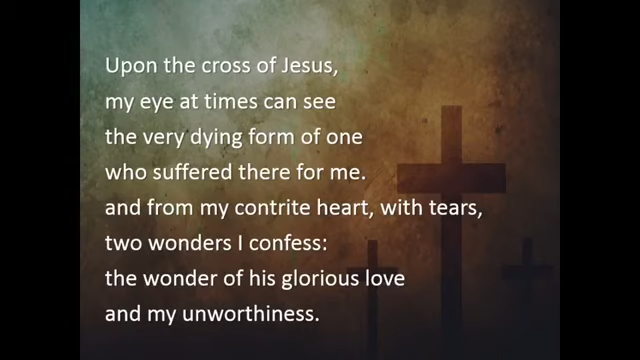 Upon the cross of Jesus,
my eye at times can see
the very dying form of one
who suffered there for me.
and from my contrite heart, with tears,
two wonders I confess:
the wonder of his glorious love
and my unworthiness.